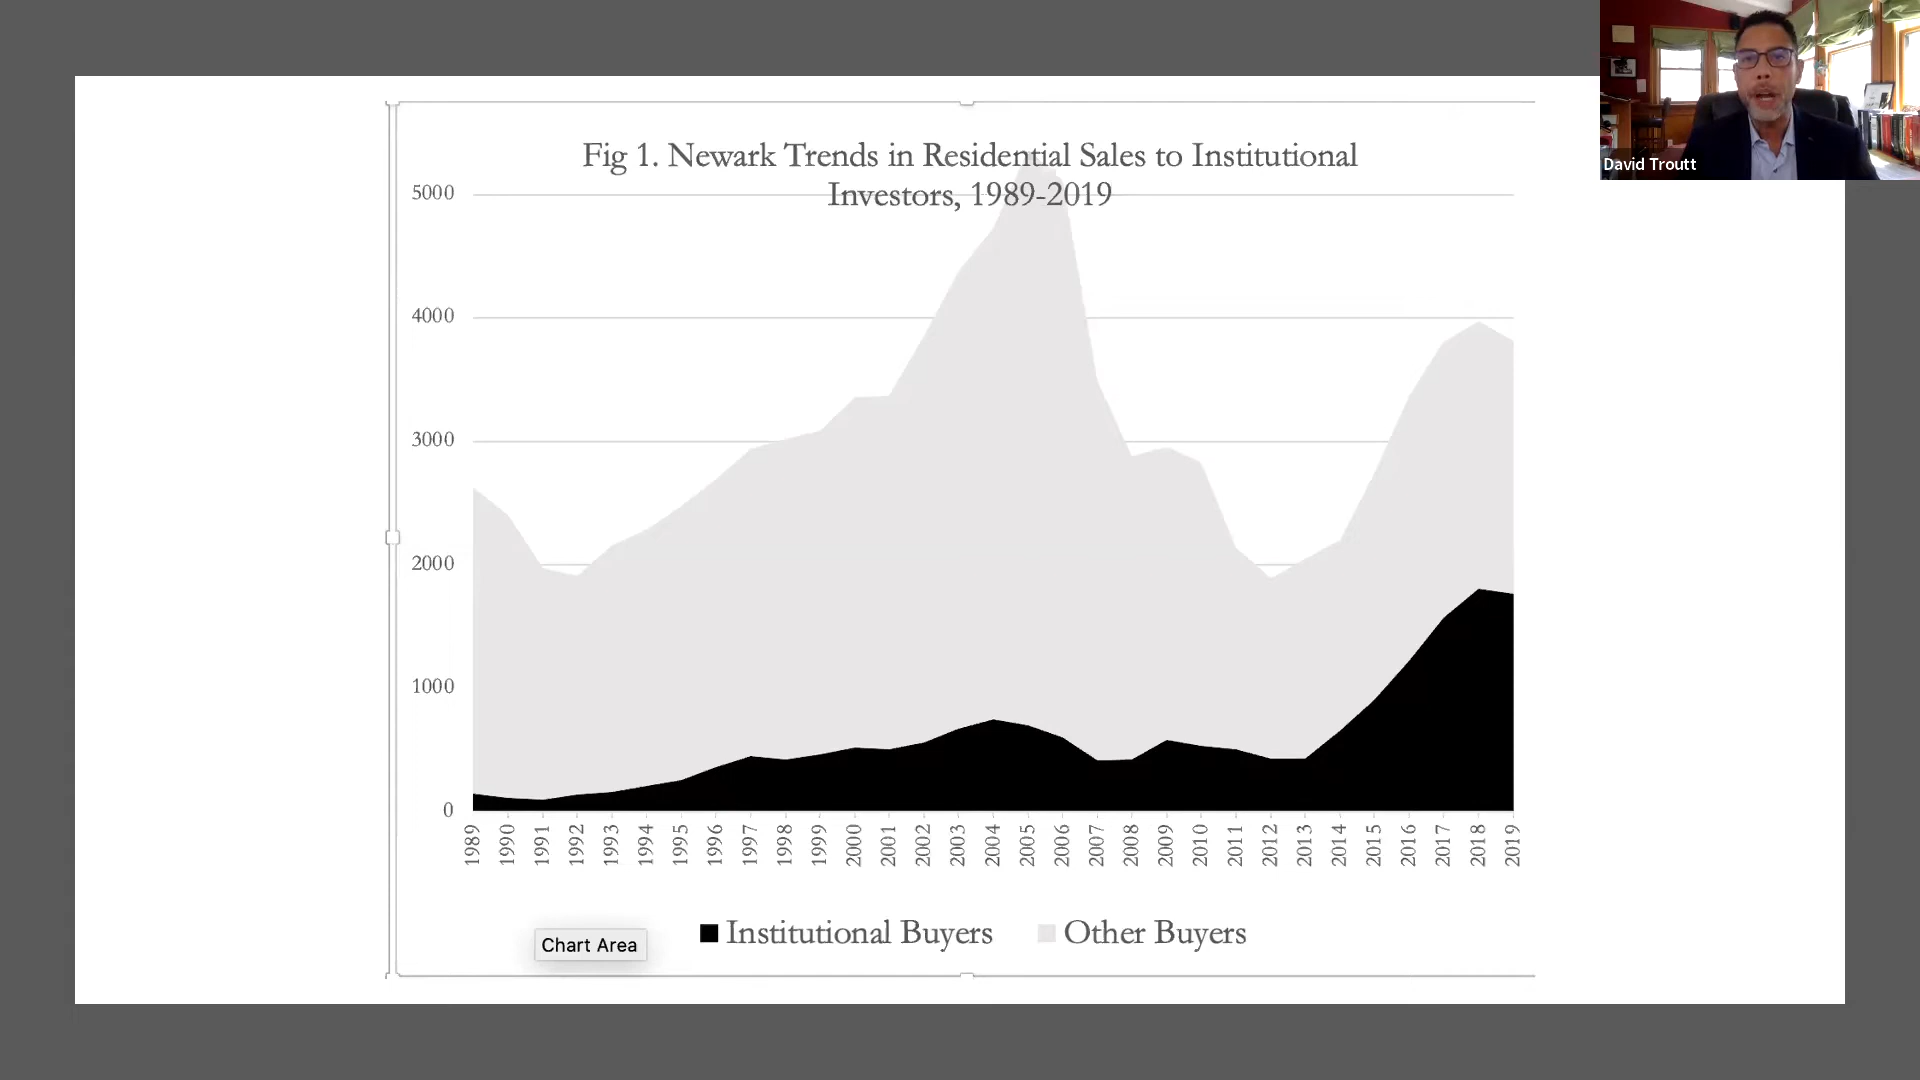 David Troutt
Fig 1. Newark Trends in Residential Sales to Institutional
Investors, 1989-2019
5000
4000
3000
2000
1000
0
1989 1990 1991 1992 1993 1994 1995 1996 1997 1998 1999 2000 2001 2002 2003 2004 2005 2006 2007 2008 2009 2010 2011 2012 2013 2014 2015 2016 2017 2018 2019
Institutional Buyers Other Buyers
Chart Area